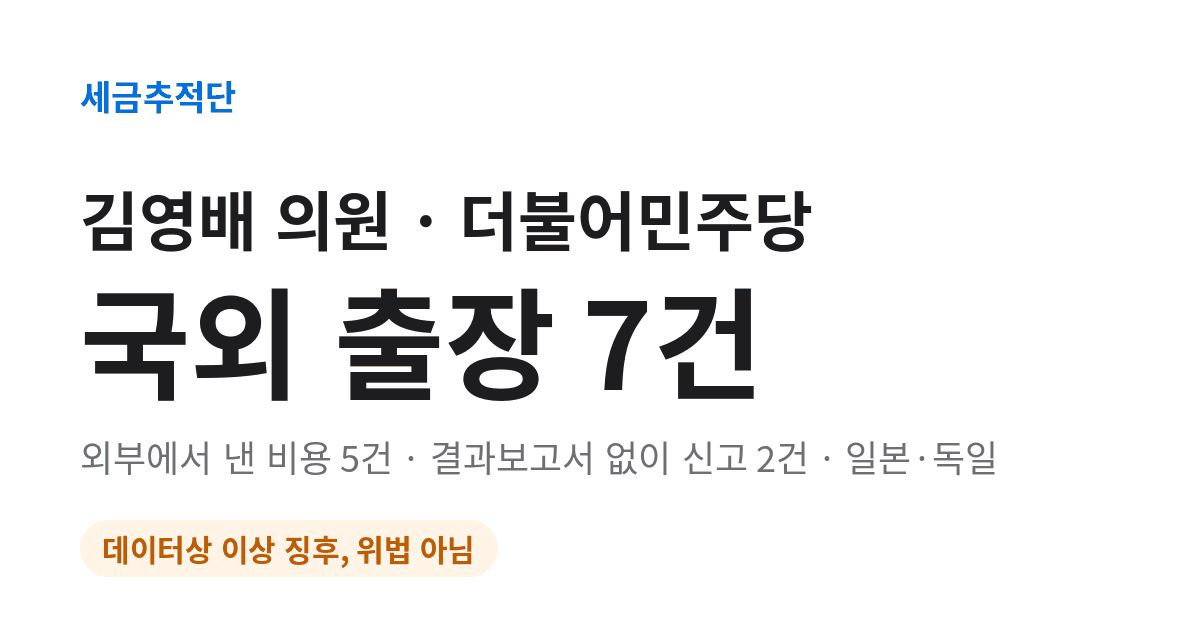 세금추적단
김영배 의원 · 더불어민주당
국외 출장 7건
외부에서 낸 비용 5건 · 결과보고서 없이 신고 2건 · 일본·독일
데이터상 이상 징후, 위법 아님